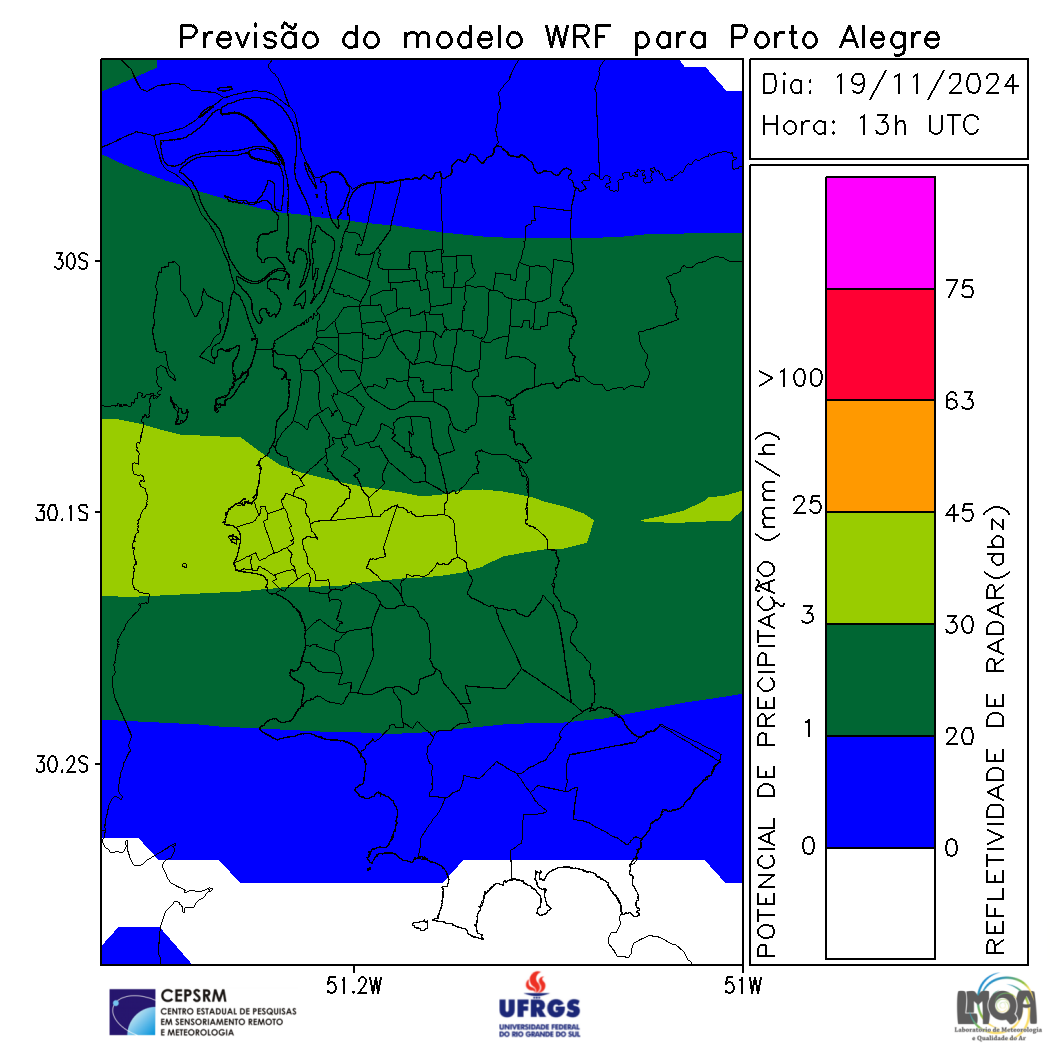 Previsão do modelo WRF para Porto Alegre
Dia: 19/11/2024
Hora: 13h UTC
30S
30.1S
30.2S
51.2W
51W
POTENCIAL DE PRECIPITAÇÃO (mm/h)
>100
25
3
1
0
75
63
45
30
20
0
REFLETIVIDADE DE RADAR(dbz)
CEPSRM
CENTRO ESTADUAL DE PESQUISAS
EM SENSORIAMENTO REMOTO
E METEOROLOGIA
UFRGS
UNIVERSIDADE FEDERAL
DO RIO GRANDE DO SUL
LMQA
Laboratório de Meteorologia
e Qualidade do Ar